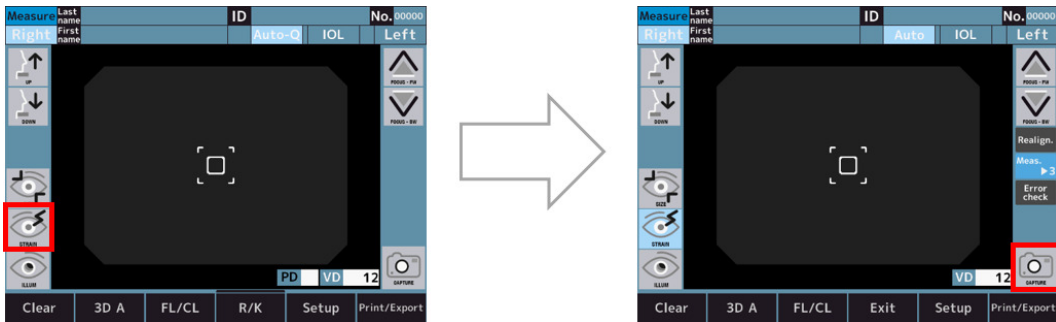 Measure Last name ID No. 00000
Right First name Auto-Q IOL Left
UP
FOCUS - FW
DOWN
FOCUS - BW
STRAIN
ILLUM
PD VD 12
CAPTURE
Clear 3D A FL/CL R/K Setup Print/Export
Measure Last name ID No. 00000
Right First name Auto IOL Left
UP
FOCUS - FW
DOWN
FOCUS - BW
Realign.
Meas.
▶3
SIZE
Error
check
STRAIN
ILLUM
VD 12
CAPTURE
Clear 3D A FL/CL Exit Setup Print/Export